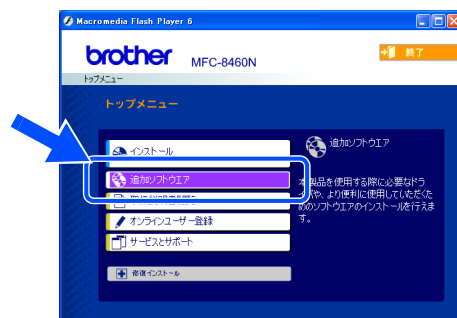 Macromedia Flash Player 6
brother MFC-8460N
終了
トップメニュー
トップメニュー
インストール
追加ソフトウエア
オンラインユーザー登録
サービスとサポート
修復インストール
追加ソフトウエア
本製品を使用する際に必要なドラ
イバや、より便利に使用していただくた
めのソフトウエアのインストールを行えま
す。